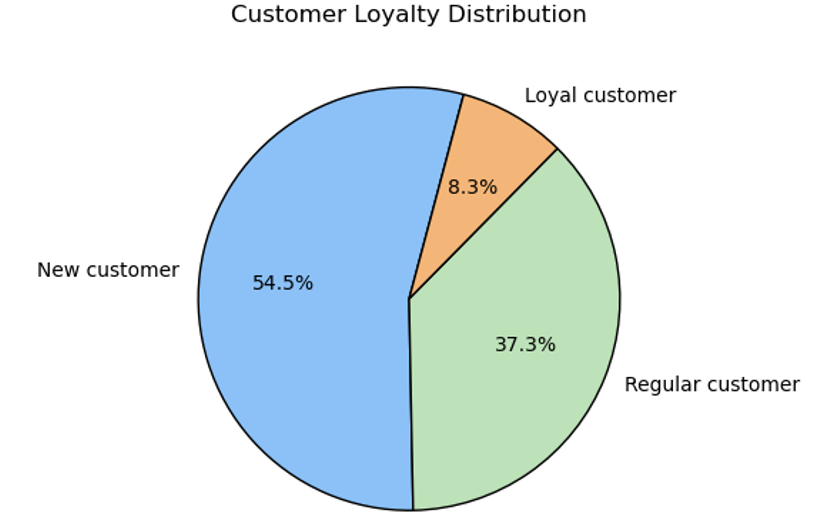 Customer Loyalty Distribution
Loyal customer
8.3%
New customer
54.5%
37.3%
Regular customer